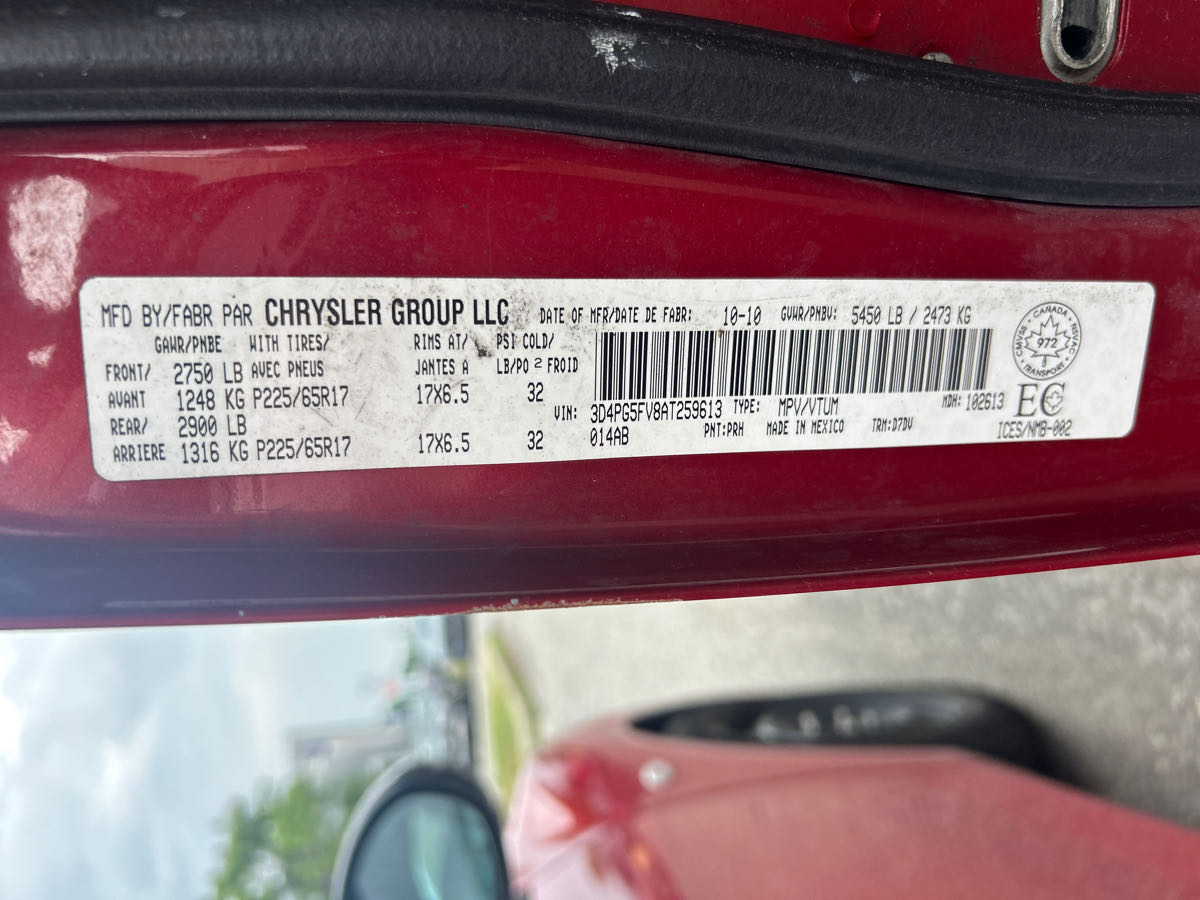 MFD BY/FABR PAR CHRYSLER GROUP LLC DATE OF MFR/DATE DE FABR: 10-10 GVWR/PNBV: 5450 LB / 2473 KG
GAWR/PNBE WITH TIRES/ RIMS AT/ PSI COLD/
FRONT/ 2750 LB AVEC PNEUS JANTES A LB/PO² FROID
AVANT 1248 KG P225/65R17 17X6.5 32
REAR/ 2900 LB
ARRIERE 1316 KG P225/65R17 17X6.5 32
VIN: 3D4PG5FV8AT259613 TYPE: MPV/VTUM MDH: 102613
014AB PNT:PRH MADE IN MEXICO TRM:D7DV
CANADA
CMVSS 972 NSVAC
TRANSPORT
EC
ICES/NMB-002